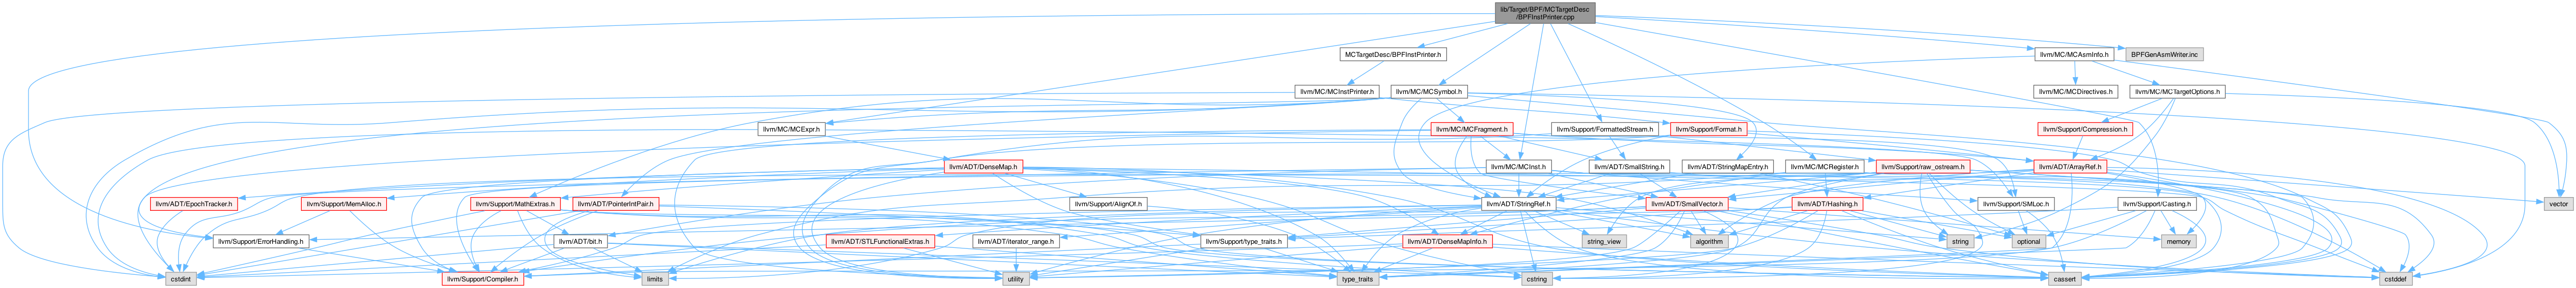 lib/Target/BPF/MCTargetDesc
/BPFInstPrinter.cpp
MCTargetDesc/BPFInstPrinter.h
llvm/MC/MCAsmInfo.h
BPFGenAsmWriter.inc
llvm/MC/MCInstPrinter.h
llvm/MC/MCSymbol.h
llvm/MC/MCDirectives.h
llvm/MC/MCTargetOptions.h
llvm/MC/MCExpr.h
llvm/MC/MCFragment.h
llvm/Support/FormattedStream.h
llvm/Support/Format.h
llvm/Support/Compression.h
llvm/ADT/DenseMap.h
llvm/MC/MCInst.h
llvm/ADT/SmallString.h
llvm/ADT/StringMapEntry.h
llvm/MC/MCRegister.h
llvm/Support/raw_ostream.h
llvm/ADT/ArrayRef.h
llvm/ADT/EpochTracker.h
llvm/Support/MemAlloc.h
llvm/Support/MathExtras.h
llvm/ADT/PointerIntPair.h
llvm/Support/AlignOf.h
llvm/ADT/StringRef.h
llvm/ADT/SmallVector.h
llvm/ADT/Hashing.h
llvm/Support/SMLoc.h
llvm/Support/Casting.h
vector
llvm/Support/ErrorHandling.h
llvm/ADT/bit.h
llvm/ADT/STLFunctionalExtras.h
llvm/ADT/iterator_range.h
llvm/Support/type_traits.h
llvm/ADT/DenseMapInfo.h
string_view
algorithm
string
optional
memory
cstdint
llvm/Support/Compiler.h
limits
utility
cstring
type_traits
cassert
cstddef